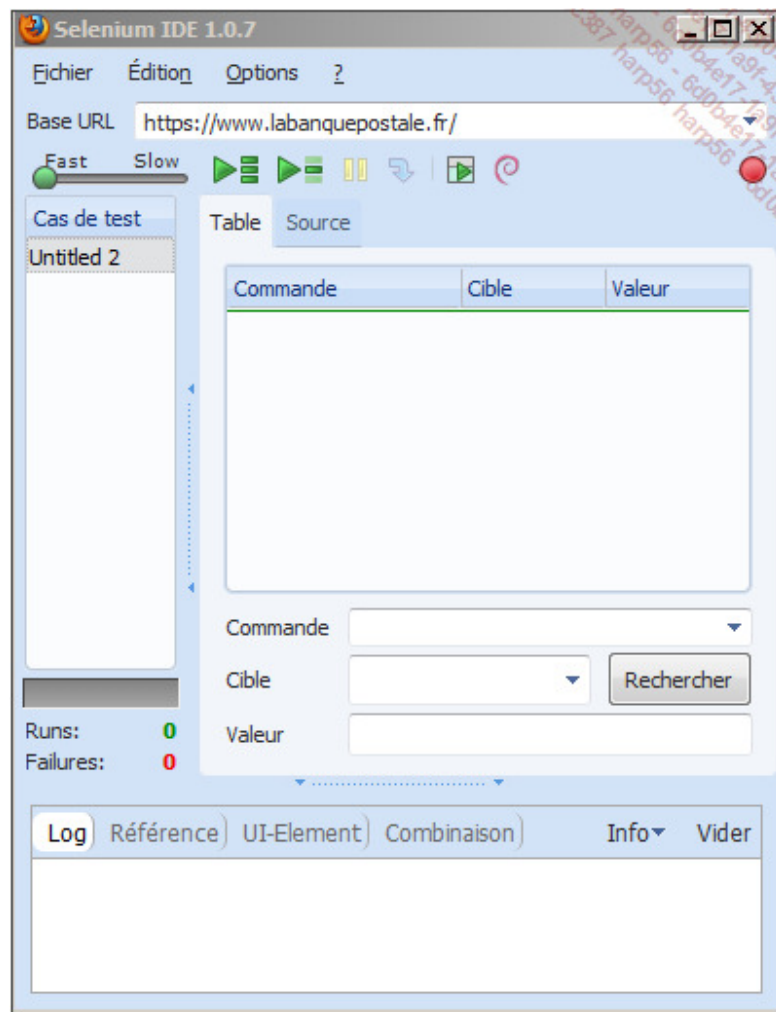 Selenium IDE 1.0.7
Fichier Édition Options ?
Base URL https://www.labanquepostale.fr/
Fast Slow
Cas de test
Untitled 2
Table Source
Commande Cible Valeur
Commande
Cible Rechercher
Valeur
Runs: 0
Failures: 0
Log Référence UI-Element Combinaison Info Vider